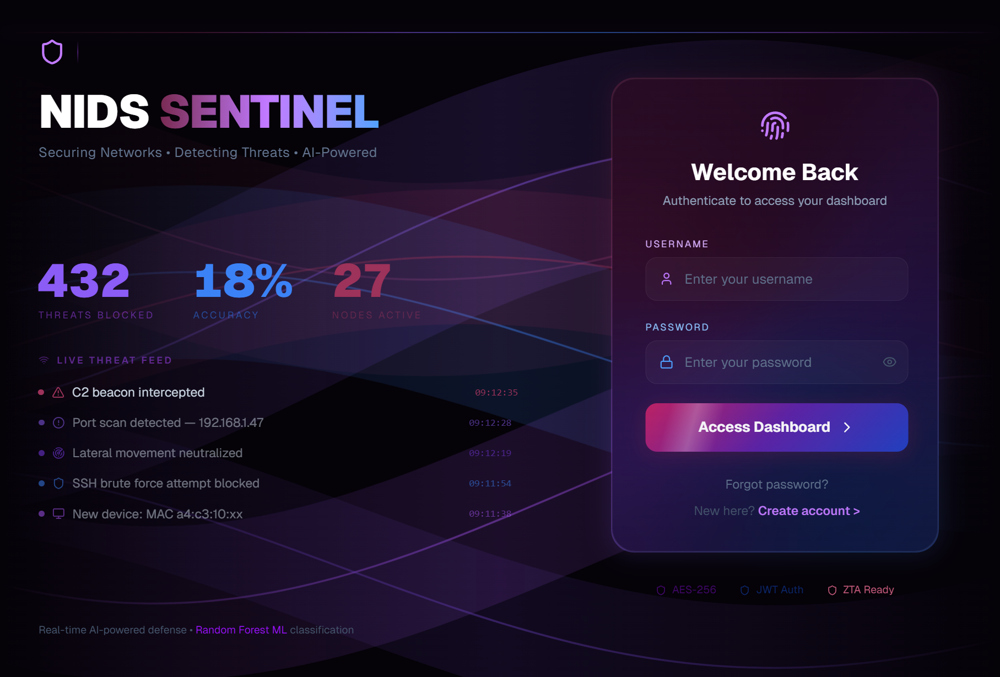 NIDS SENTINEL
Securing Networks • Detecting Threats • AI-Powered
432
THREATS BLOCKED
18%
ACCURACY
27
NODES ACTIVE
LIVE THREAT FEED
C2 beacon intercepted 09:12:35
Port scan detected — 192.168.1.47 09:12:28
Lateral movement neutralized 09:12:19
SSH brute force attempt blocked 09:11:54
New device: MAC a4:c3:10:xx 09:11:38
Real-time AI-powered defense • Random Forest ML classification
Welcome Back
Authenticate to access your dashboard
USERNAME
Enter your username
PASSWORD
Enter your password
Access Dashboard
Forgot password?
New here? Create account >
AES-256 JWT Auth ZTA Ready